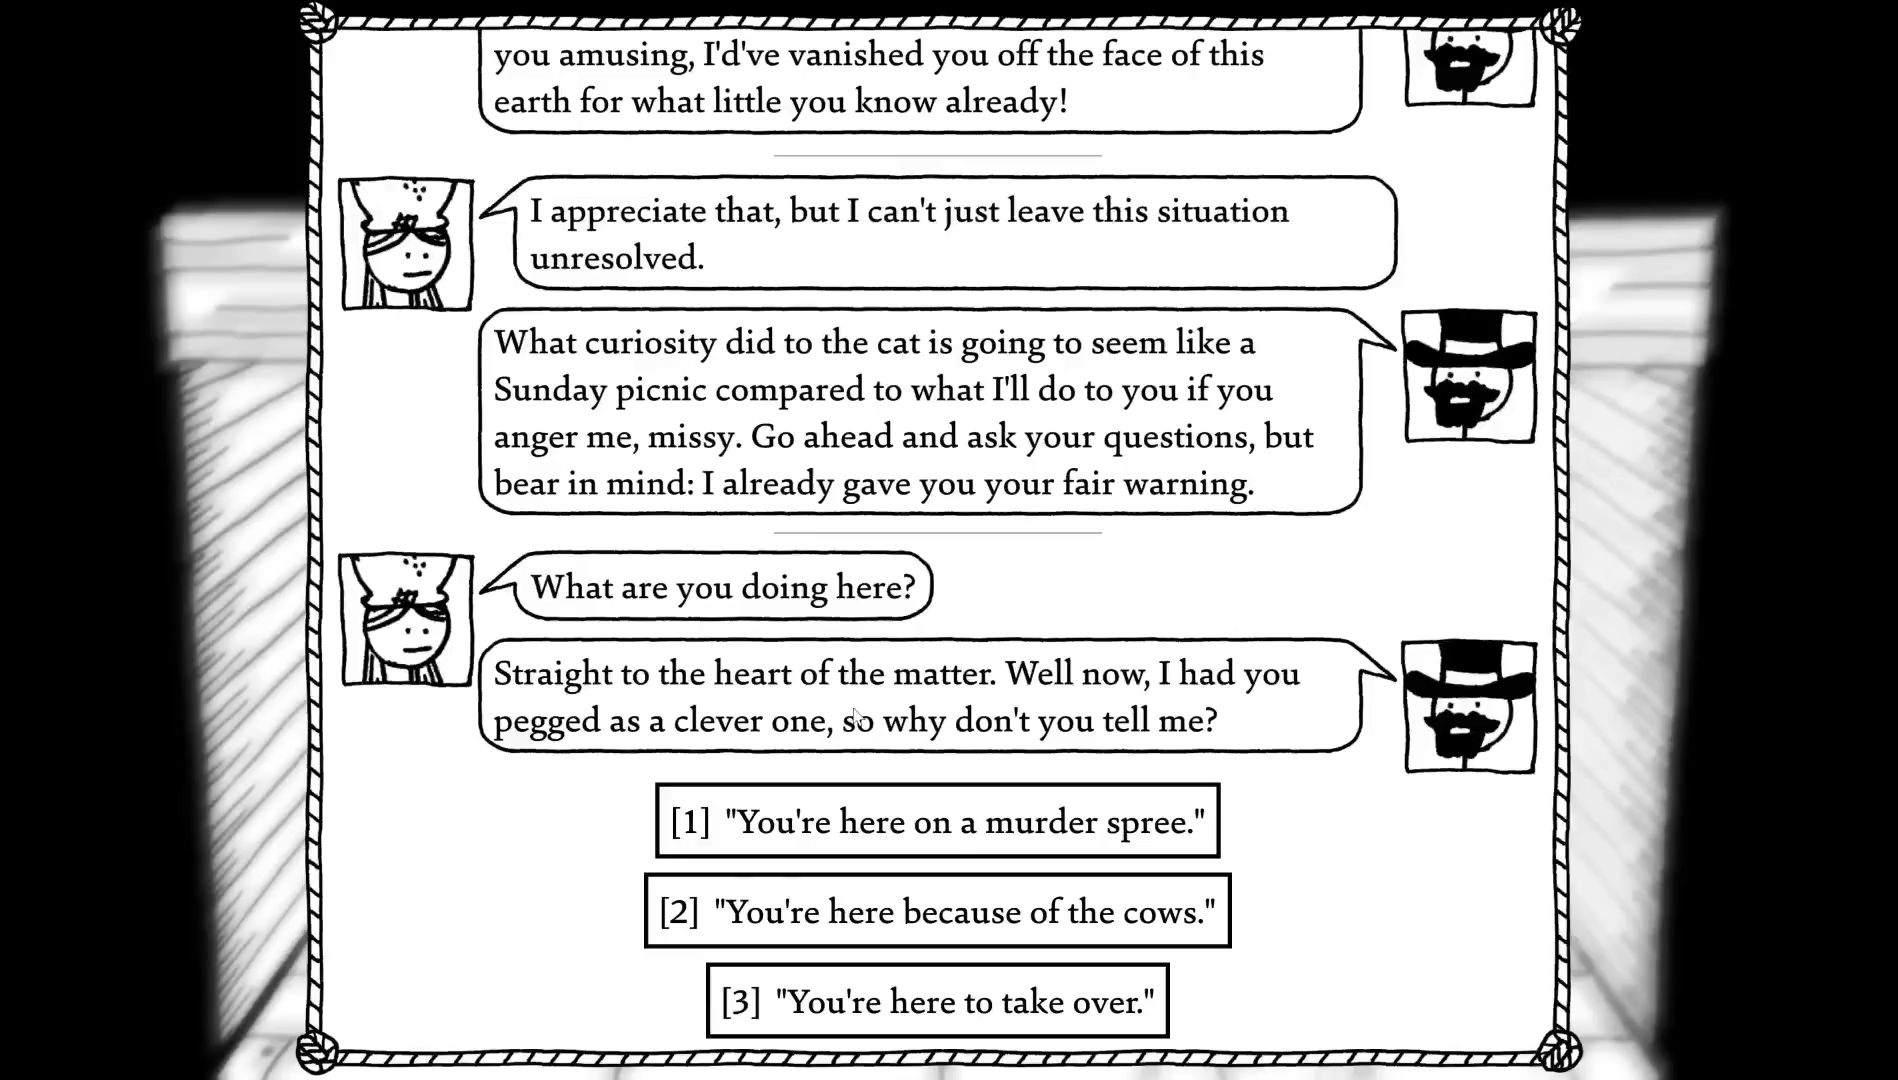 you amusing, I'd've vanished you off the face of this
earth for what little you know already!
I appreciate that, but I can't just leave this situation
unresolved.
What curiosity did to the cat is going to seem like a
Sunday picnic compared to what I'll do to you if you
anger me, missy. Go ahead and ask your questions, but
bear in mind: I already gave you your fair warning.
What are you doing here?
Straight to the heart of the matter. Well now, I had you
pegged as a clever one, so why don't you tell me?
[1] "You're here on a murder spree."
[2] "You're here because of the cows."
[3] "You're here to take over."